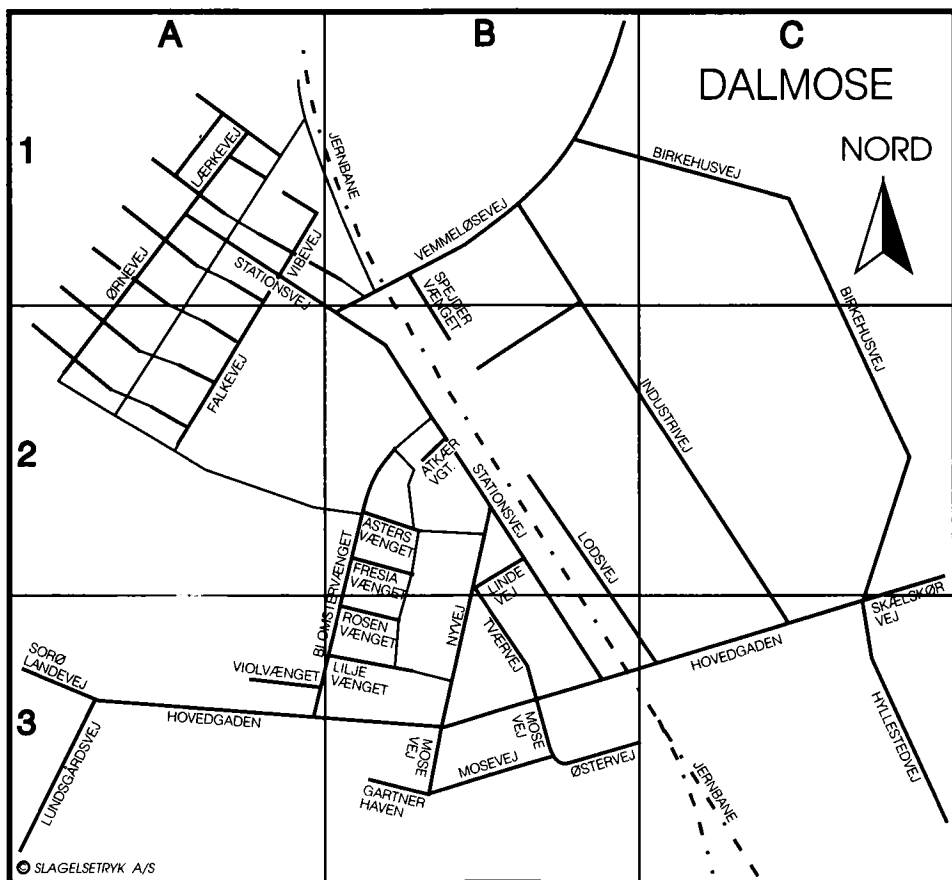 A
B
C
DALMOSE
1
NORD
LÆRKEVEJ
JERNBANE
BIRKEHUSVEJ
VEMMELØSEVEJ
VIBEVEJ
ØRNEVEJ
STATIONSVEJ
SPEJDER
VÆNGET
BIRKEHUSVEJ
FALKEVEJ
INDUSTRIVEJ
2
ATKÆR
VGT.
STATIONSVEJ
LODSVEJ
ASTERS
VÆNGET
FRESIA
VÆNGET
LINDE
VEJ
BLOMSTERVÆNGET
ROSEN
VÆNGET
NYVEJ
TVÆRVEJ
SKÆLSKØR
VEJ
SORØ
LANDEVEJ
VIOLVÆNGET
LILJE
VÆNGET
HOVEDGADEN
3
HOVEDGADEN
LUNDSGÅRDSVEJ
MOSE
VEJ
MOSE
VEJ
MOSEVEJ
ØSTERVEJ
HYLLESTEDVEJ
GARTNER
HAVEN
JERNBANE
© SLAGELSETRYK A/S